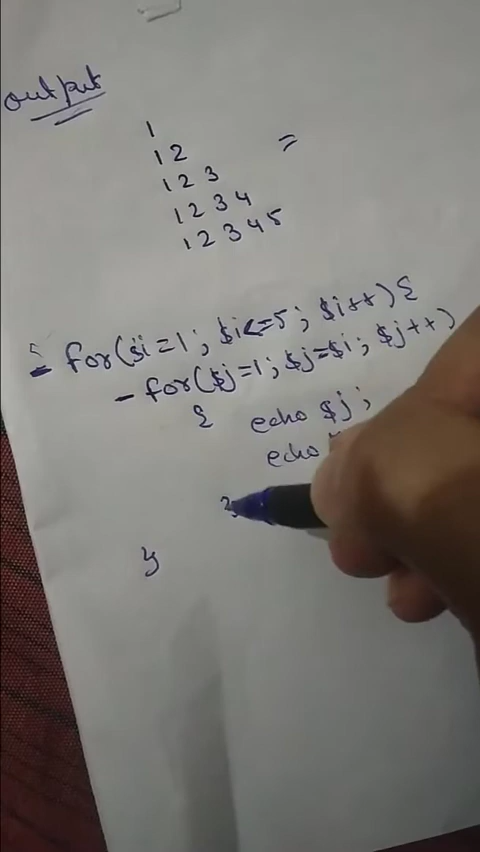 output
1
1 2 =
1 2 3
1 2 3 4
1 2 3 4 5
for($i=1; $i<=5; $i++){
- for($j=1; $j=$i; $j++)
{ echo $j;
echo
}
}